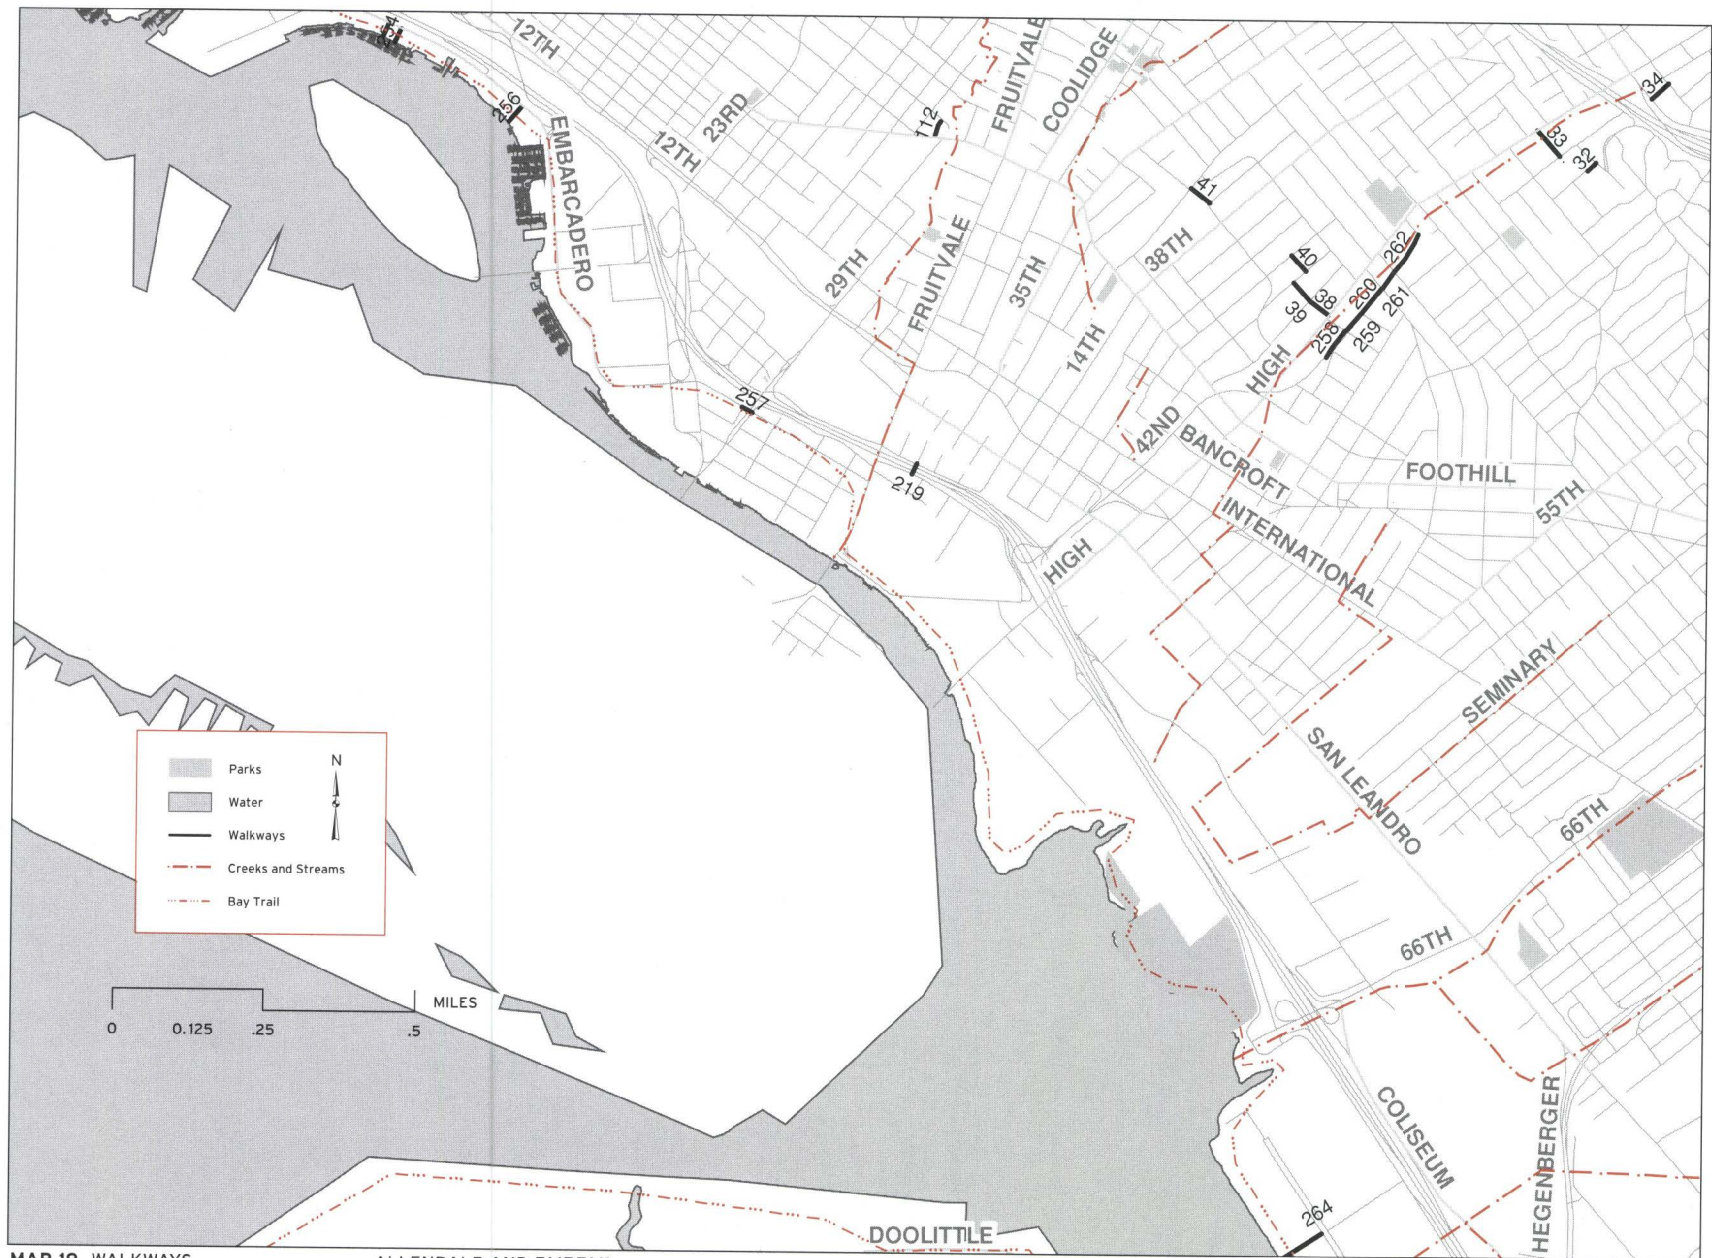 12TH
FRUITVALE
COOLIDGE
34
256
EMBARCADERO
23RD
12TH
112
33
32
41
38TH
40
262
29TH
FRUITVALE
35TH
14TH
39
38
260
261
258
259
HIGH
257
42ND
BANCROFT
FOOTHILL
55TH
219
HIGH
INTERNATIONAL
SEMINARY
SAN LEANDRO
66TH
66TH
Parks
Water
Walkways
Creeks and Streams
Bay Trail
N
MILES
0 0.125 .25 .5
COLISEUM
HEGENBERGER
264
DOOLITTLE